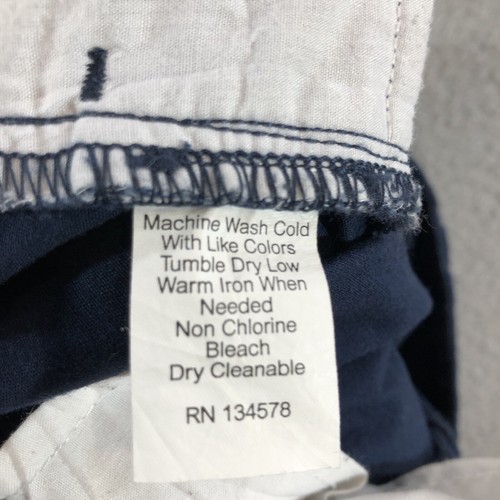 Machine Wash Cold
With Like Colors
Tumble Dry Low
Warm Iron When
Needed
Non Chlorine
Bleach
Dry Cleanable
RN 134578